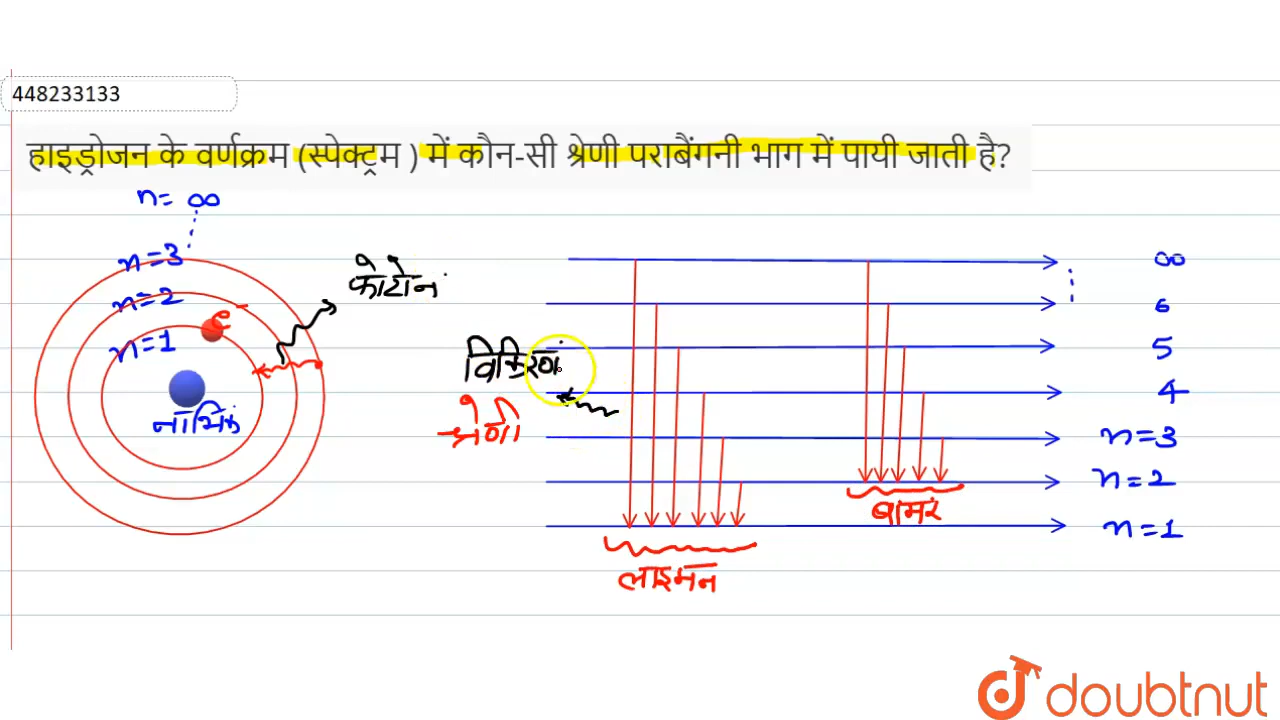 448233133
हाइड्रोजन के वर्णक्रम (स्पेक्ट्रम ) में कौन-सी श्रेणी पराबैंगनी भाग में पायी जाती है?
n= ∞
n=3
n=2
n=1
e-
नाभिक
फोटोन
विकिरण
श्रेणी
∞
6
5
4
n=3
n=2
n=1
बामर
लाइमन
doubtnut